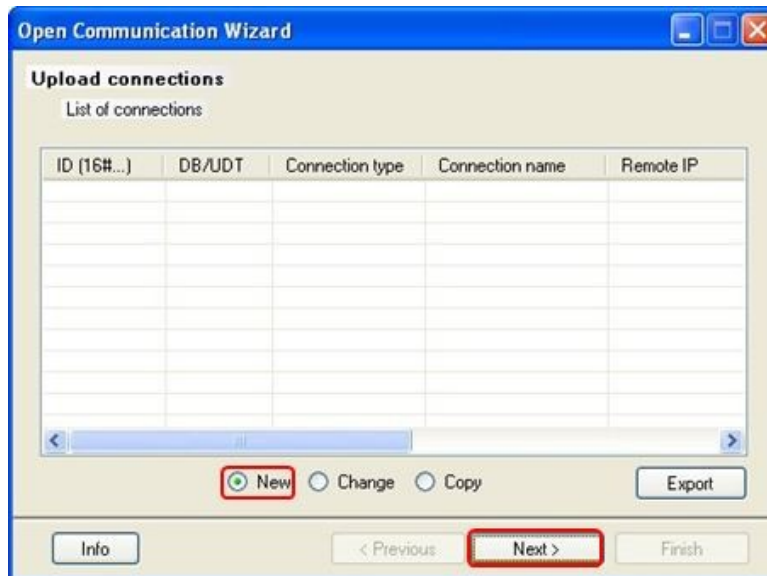 Open Communication Wizard
Upload connections
List of connections
ID (16#...) DB/UDT Connection type Connection name Remote IP
New Change Copy Export
Info < Previous Next > Finish